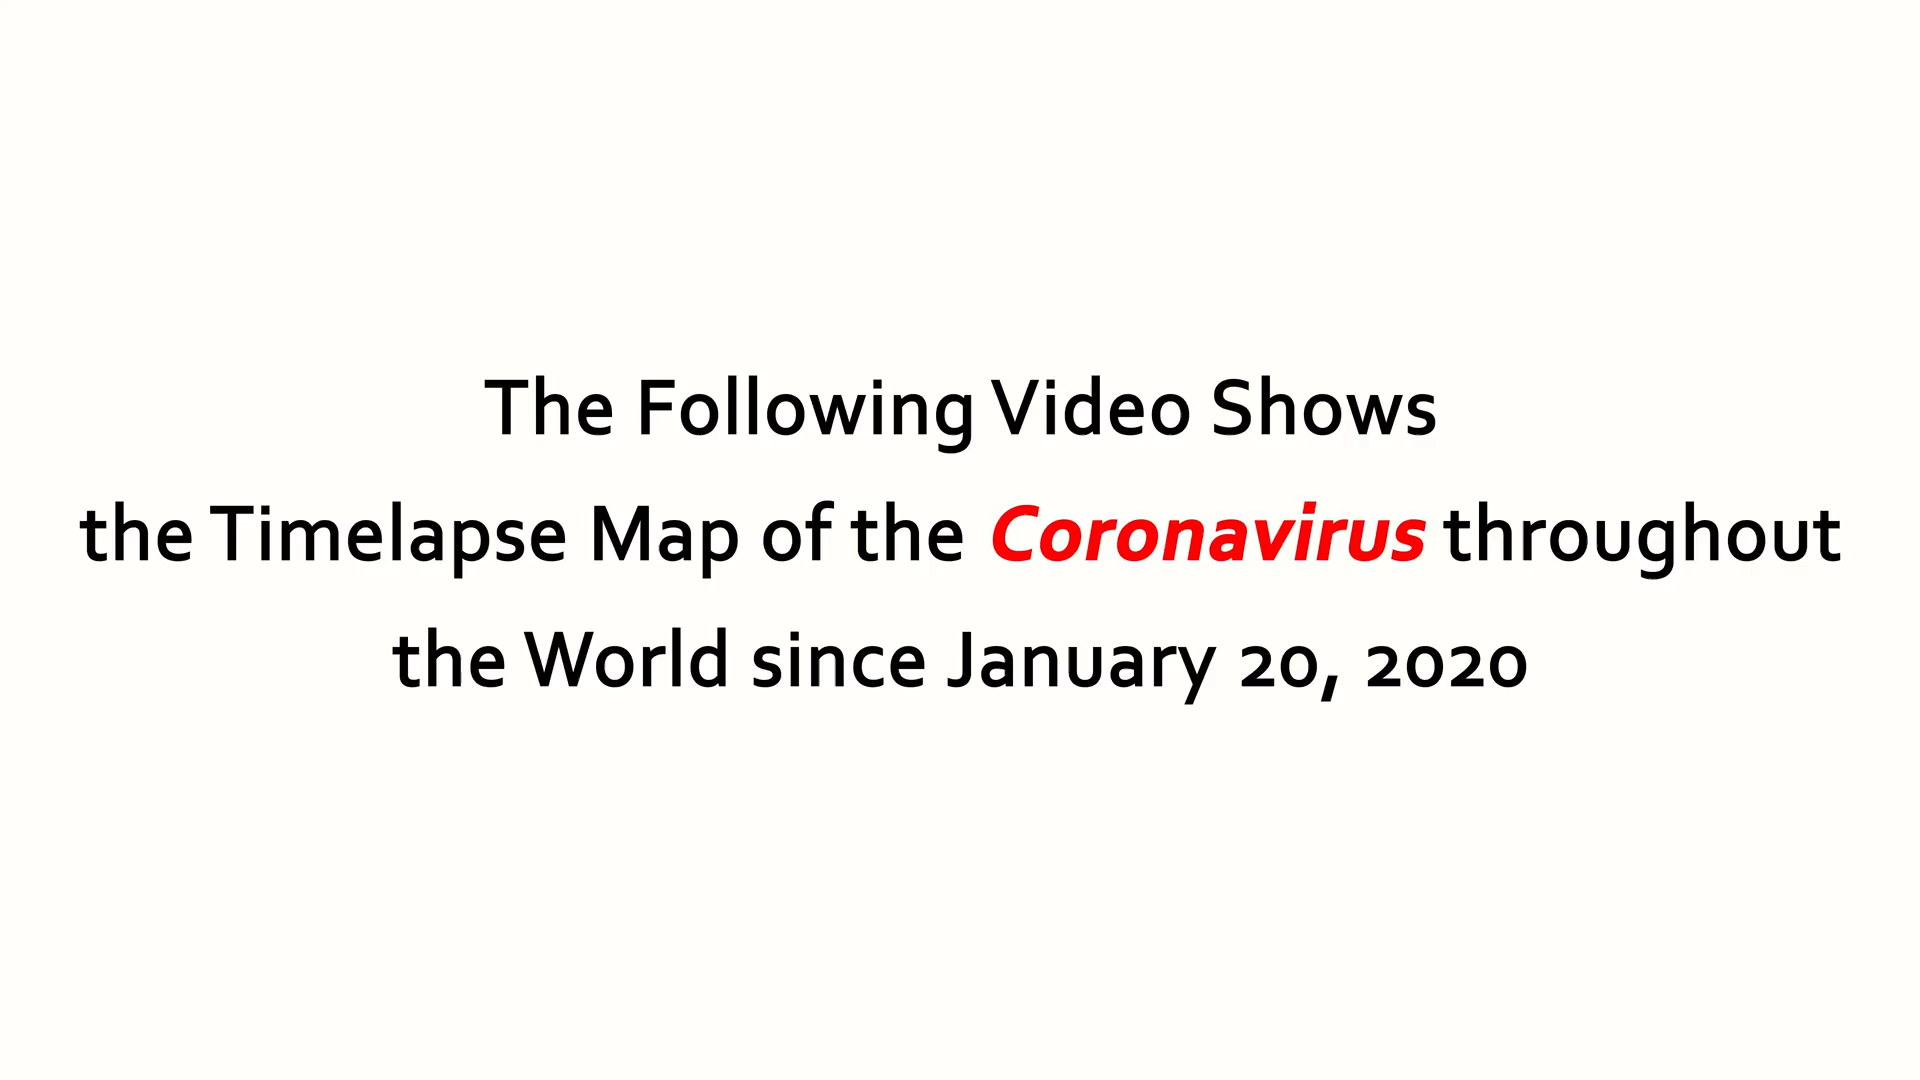 The Following Video Shows
the Timelapse Map of the Coronavirus throughout
the World since January 20, 2020